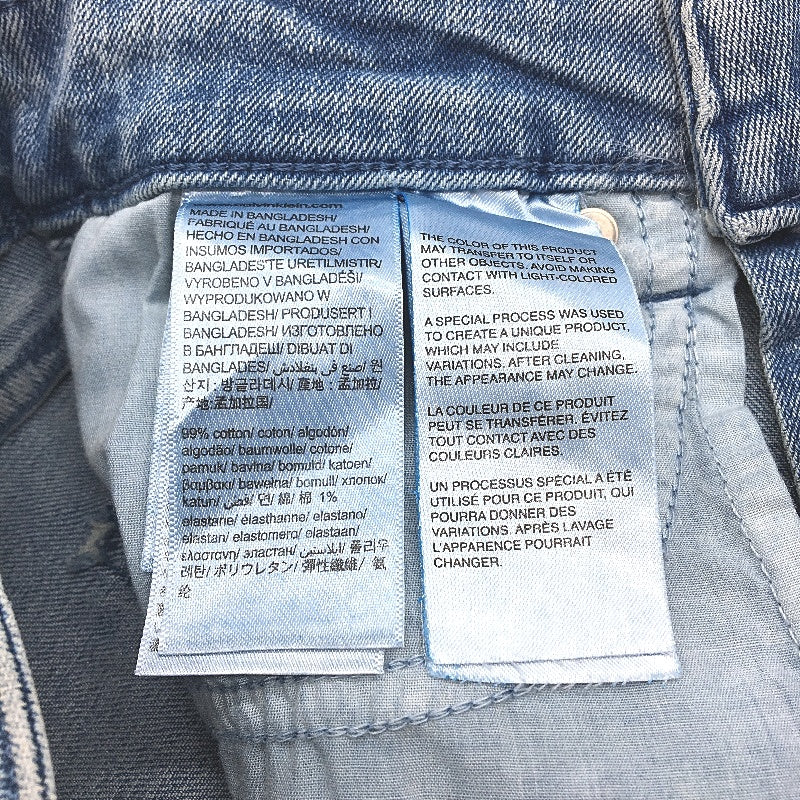 calvinklein.com
MADE IN BANGLADESH/
FABRIQUÉ AU BANGLADESH/
HECHO EN BANGLADESH CON
INSUMOS IMPORTADOS/
BANGLADEŞ'TE ÜRETILMISTIR/
VYROBENO V BANGLADÉŠI/
WYPRODUKOWANO W
BANGLADESH/ PRODUSERT I
BANGLADESH/ ИЗГОТОВЛЕНО
В БАНГЛАДЕШ/ DIBUAT DI
BANGLADES/ صنع في بنغلادش/ 원
산지: 방글라데시/ 産地：孟加拉/
产地:孟加拉国/
99% cotton/ coton/ algodón/
algodão/ baumwolle/ cotone/
pamuk/ bavlna/ bomuld/ katoen/
βαμβακι/ bawełna/ bomull/ хлопок/
katun/ قطن/ 면/ 綿/ 棉 1%
elastane/ élasthanne/ elastano/
elastan/ elastomero/ elastaan/
ελαστανη/ эластан/ ايلاستين/ 폴리우
레탄/ ポリウレタン/ 彈性纖維/ 氨
纶
THE COLOR OF THIS PRODUCT
MAY TRANSFER TO ITSELF OR
OTHER OBJECTS. AVOID MAKING
CONTACT WITH LIGHT-COLORED
SURFACES.
A SPECIAL PROCESS WAS USED
TO CREATE A UNIQUE PRODUCT,
WHICH MAY INCLUDE
VARIATIONS. AFTER CLEANING,
THE APPEARANCE MAY CHANGE.
LA COULEUR DE CE PRODUIT
PEUT SE TRANSFÉRER. ÉVITEZ
TOUT CONTACT AVEC DES
COULEURS CLAIRES.
UN PROCESSUS SPÉCIAL A ÉTÉ
UTILISÉ POUR CE PRODUIT, QUI
POURRA DONNER DES
VARIATIONS. APRÈS LAVAGE
L'APPARENCE POURRAIT
CHANGER.